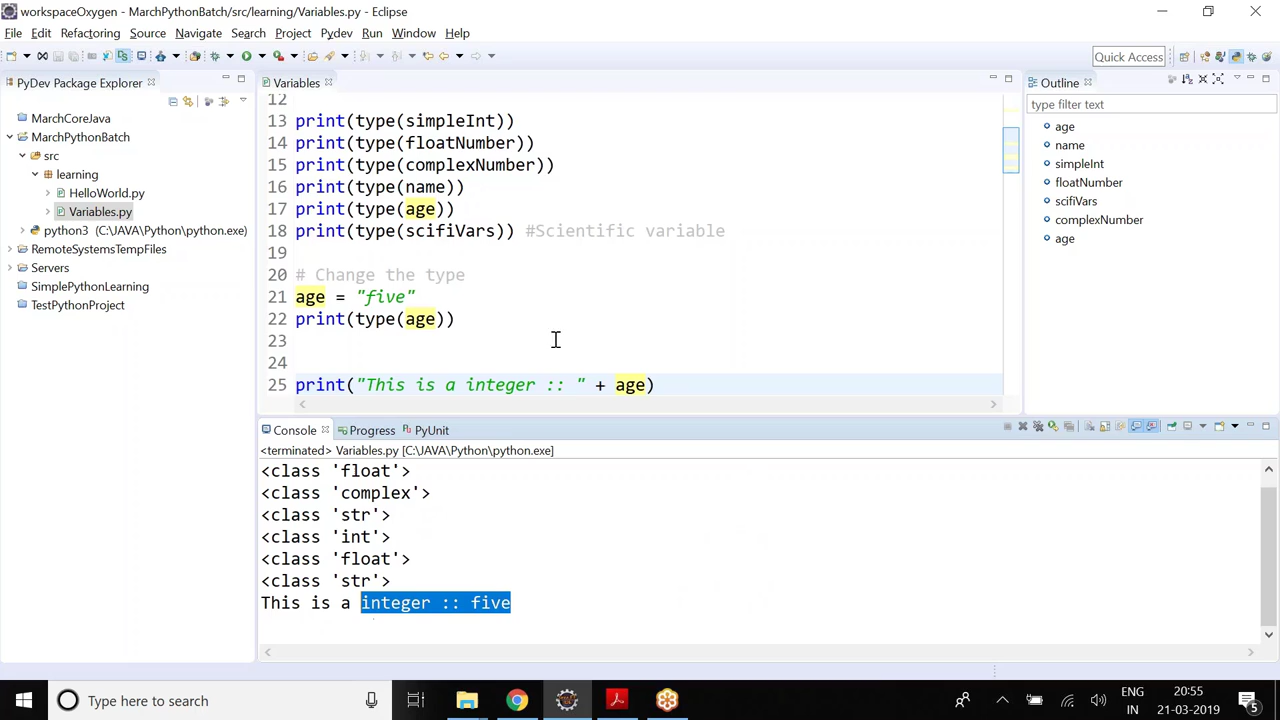 workspaceOxygen - MarchPythonBatch/src/learning/Variables.py - Eclipse
File Edit Refactoring Source Navigate Search Project Pydev Run Window Help
Quick Access
PyDev Package Explorer
MarchCoreJava
MarchPythonBatch
src
learning
HelloWorld.py
Variables.py
python3 (C:\JAVA\Python\python.exe)
RemoteSystemsTempFiles
Servers
SimplePythonLearning
TestPythonProject
Variables
12
13 print(type(simpleInt))
14 print(type(floatNumber))
15 print(type(complexNumber))
16 print(type(name))
17 print(type(age))
18 print(type(scifiVars)) #Scientific variable
19
20 # Change the type
21 age = "five"
22 print(type(age))
23
24
25 print("This is a integer :: " + age)
Outline
type filter text
age
name
simpleInt
floatNumber
scifiVars
complexNumber
age
Console Progress PyUnit
<terminated> Variables.py [C:\JAVA\Python\python.exe]
<class 'float'>
<class 'complex'>
<class 'str'>
<class 'int'>
<class 'float'>
<class 'str'>
This is a integer :: five
Type here to search
ENG
IN
20:55
21-03-2019
5